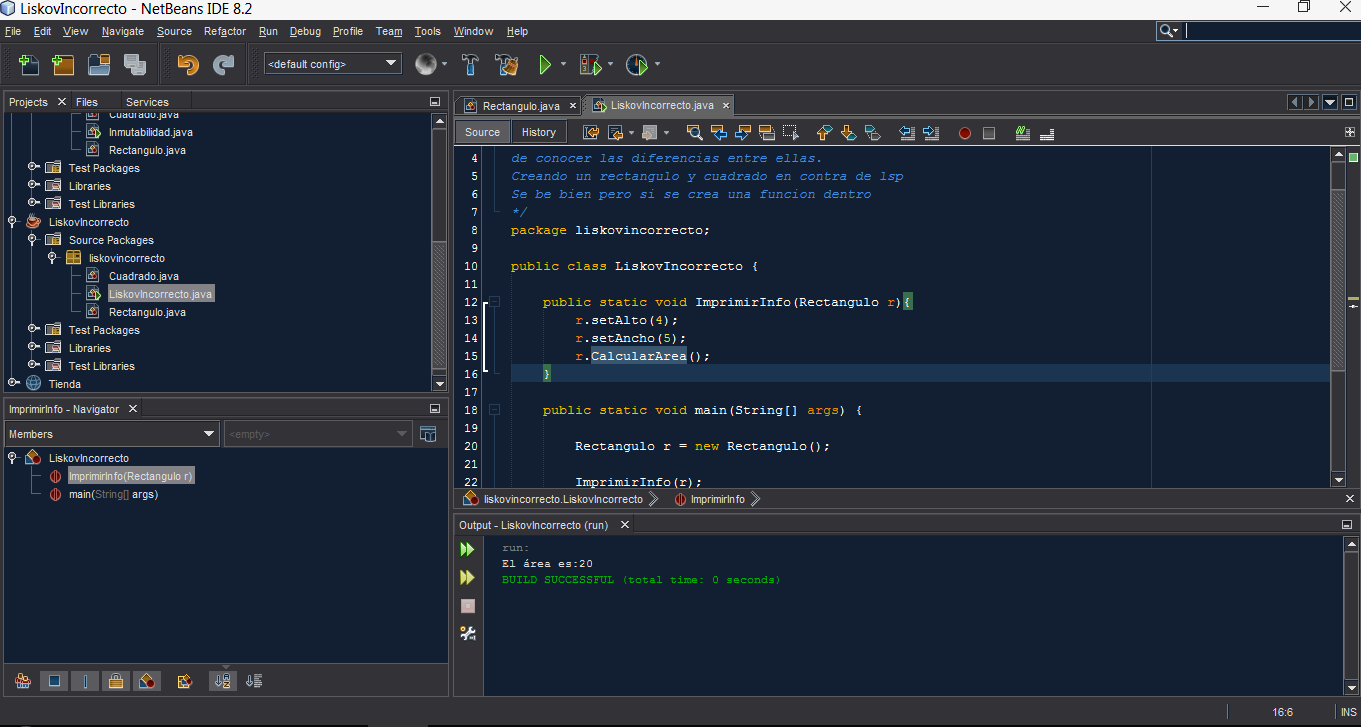 LiskovIncorrecto - NetBeans IDE 8.2
File Edit View Navigate Source Refactor Run Debug Profile Team Tools Window Help
<default config>
Projects Files Services
Cuadrado.java
Inmutabilidad.java
Rectangulo.java
Test Packages
Libraries
Test Libraries
LiskovIncorrecto
Source Packages
liskovincorrecto
Cuadrado.java
LiskovIncorrecto.java
Rectangulo.java
Test Packages
Libraries
Test Libraries
Tienda
ImprimirInfo - Navigator
Members <empty>
LiskovIncorrecto
ImprimirInfo(Rectangulo r)
main(String[] args)
Rectangulo.java LiskovIncorrecto.java
Source History
4 de conocer las diferencias entre ellas.
5 Creando un rectangulo y cuadrado en contra de lsp
6 Se be bien pero si se crea una funcion dentro
7 */
8 package liskovincorrecto;
9
10 public class LiskovIncorrecto {
11
12 public static void ImprimirInfo(Rectangulo r){
13 r.setAlto(4);
14 r.setAncho(5);
15 r.CalcularArea();
16 }
17
18 public static void main(String[] args) {
19
20 Rectangulo r = new Rectangulo();
21
22 ImprimirInfo(r);
liskovincorrecto.LiskovIncorrecto ImprimirInfo
Output - LiskovIncorrecto (run)
run:
El área es:20
BUILD SUCCESSFUL (total time: 0 seconds)
16:6 INS